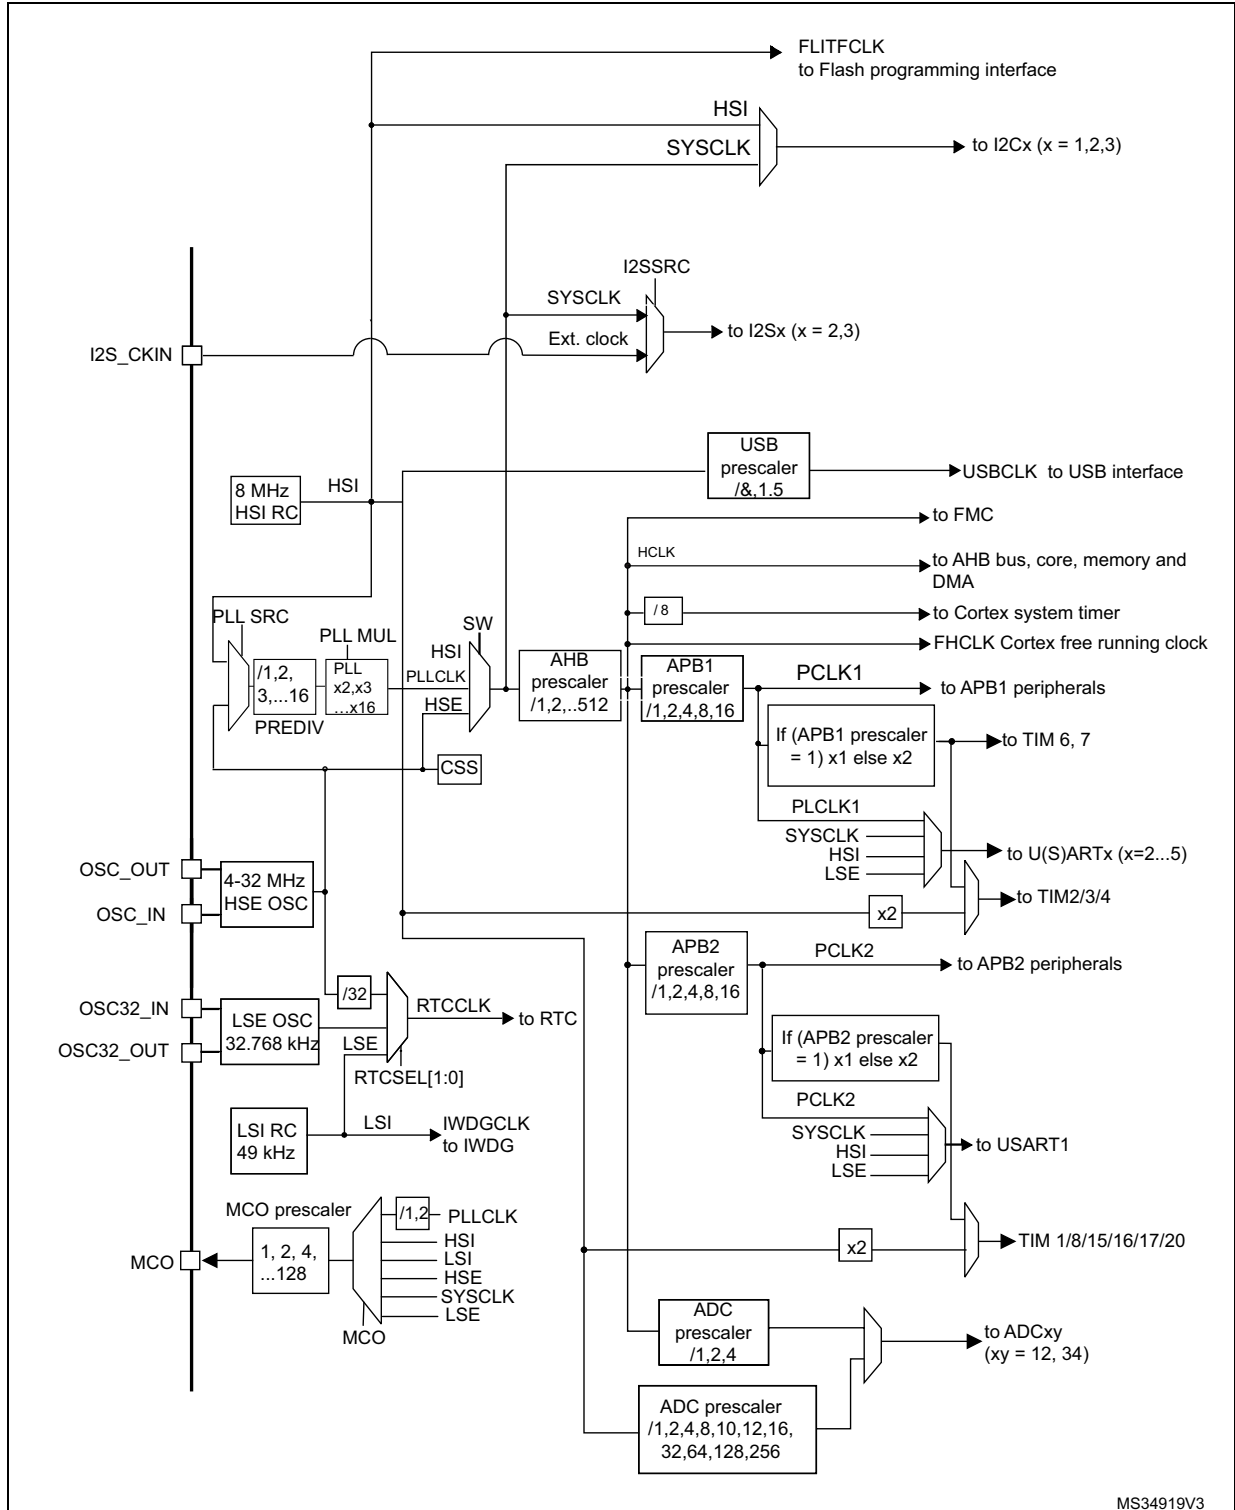 FLITFCLK
to Flash programming interface
HSI
SYSCLK
to I2Cx (x = 1,2,3)
I2SSRC
SYSCLK
to I2Sx (x = 2,3)
Ext. clock
I2S_CKIN
USB
prescaler
/&,1.5
USBCLK to USB interface
8 MHz
HSI RC
HSI
to FMC
HCLK
to AHB bus, core, memory and
DMA
/ 8
to Cortex system timer
FHCLK Cortex free running clock
PLL SRC
PLL MUL
SW
HSI
PLLCLK
HSE
/1,2,
3,...16
PREDIV
PLL
x2,x3
...x16
AHB
prescaler
/1,2,..512
APB1
prescaler
/1,2,4,8,16
PCLK1
to APB1 peripherals
If (APB1 prescaler
= 1) x1 else x2
to TIM 6, 7
CSS
PLCLK1
SYSCLK
HSI
LSE
to U(S)ARTx (x=2...5)
OSC_OUT
OSC_IN
4-32 MHz
HSE OSC
x2
to TIM2/3/4
APB2
prescaler
/1,2,4,8,16
PCLK2
to APB2 peripherals
/32
OSC32_IN
OSC32_OUT
LSE OSC
32.768 kHz
RTCCLK
to RTC
LSE
RTCSEL[1:0]
If (APB2 prescaler
= 1) x1 else x2
LSI RC
49 kHz
LSI
IWDGCLK
to IWDG
PCLK2
SYSCLK
HSI
LSE
to USART1
MCO prescaler
/1,2
PLLCLK
HSI
LSI
HSE
SYSCLK
LSE
MCO
1, 2, 4,
...128
MCO
x2
TIM 1/8/15/16/17/20
ADC
prescaler
/1,2,4
to ADCxy
(xy = 12, 34)
ADC prescaler
/1,2,4,8,10,12,16,
32,64,128,256
MS34919V3